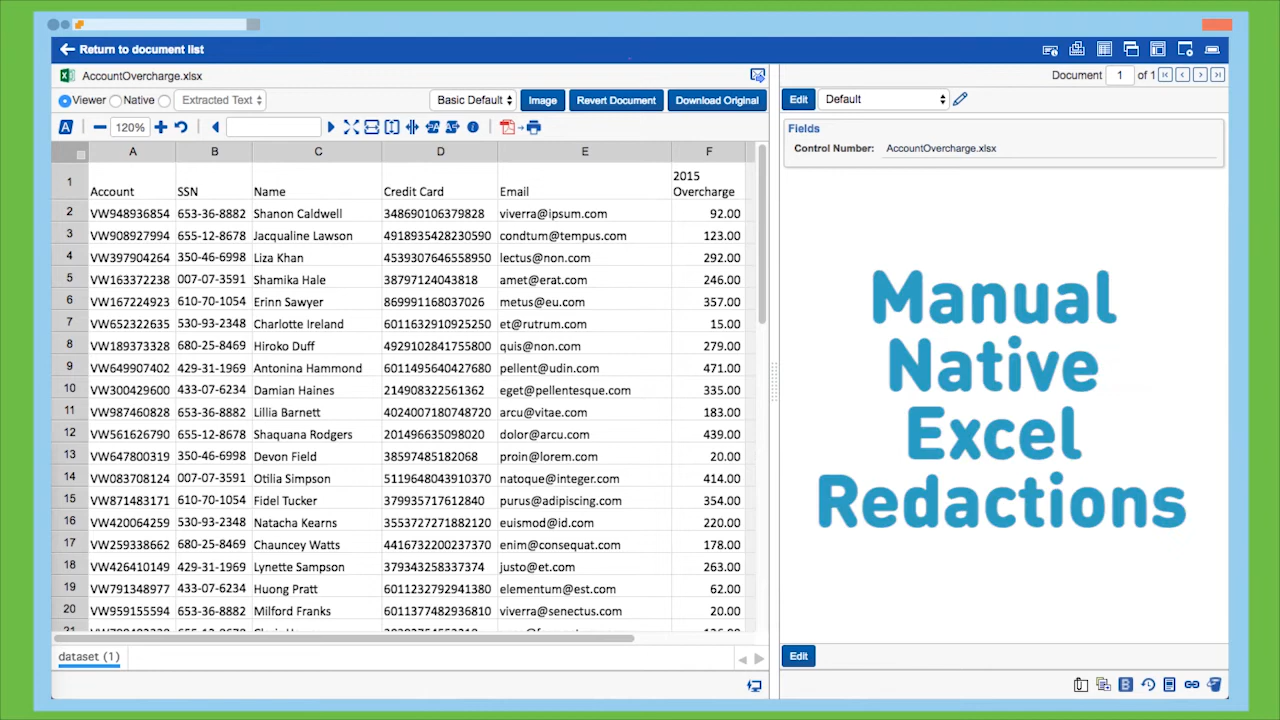 Return to document list
AccountOvercharge.xlsx
Document 1 of 1
Viewer Native Extracted Text Basic Default Image Revert Document Download Original
Edit Default
120%
Fields
Control Number: AccountOvercharge.xlsx
A B C D E F
1 Account SSN Name Credit Card Email 2015 Overcharge
2 VW948936854 653-36-8882 Shanon Caldwell 348690106379828 viverra@ipsum.com 92.00
3 VW908927994 655-12-8678 Jacqualine Lawson 4918935428230590 condtum@tempus.com 123.00
4 VW397904264 350-46-6998 Liza Khan 4539307646558950 lectus@non.com 292.00
5 VW163372238 007-07-3591 Shamika Hale 38797124043818 amet@erat.com 246.00
6 VW167224923 610-70-1054 Erinn Sawyer 869991168037026 metus@eu.com 357.00
7 VW652322635 530-93-2348 Charlotte Ireland 6011632910925250 et@rutrum.com 15.00
8 VW189373328 680-25-8469 Hiroko Duff 4929102841755800 quis@non.com 279.00
9 VW649907402 429-31-1969 Antonina Hammond 6011495640427680 pellent@udin.com 471.00
10 VW300429600 433-07-6234 Damian Haines 214908322561362 eget@pellentesque.com 335.00
11 VW987460828 653-36-8882 Lillia Barnett 4024007180748720 arcu@vitae.com 183.00
12 VW561626790 655-12-8678 Shaquana Rodgers 201496635098020 dolor@arcu.com 439.00
13 VW647800319 350-46-6998 Devon Field 38597485182068 proin@lorem.com 20.00
14 VW083708124 007-07-3591 Otilia Simpson 5119648043910370 natoque@integer.com 414.00
15 VW871483171 610-70-1054 Fidel Tucker 379935717612840 purus@adipiscing.com 354.00
16 VW420064259 530-93-2348 Natacha Kearns 3553727271882120 euismod@id.com 220.00
17 VW259338662 680-25-8469 Chauncey Watts 4416732200237370 enim@consequat.com 178.00
18 VW426410149 429-31-1969 Lynette Sampson 379343258337374 justo@et.com 263.00
19 VW791348977 433-07-6234 Huong Pratt 6011232792941380 elementum@est.com 62.00
20 VW959155594 653-36-8882 Milford Franks 6011377482936810 viverra@senectus.com 20.00
21
dataset (1)
Manual
Native
Excel
Redactions
Edit